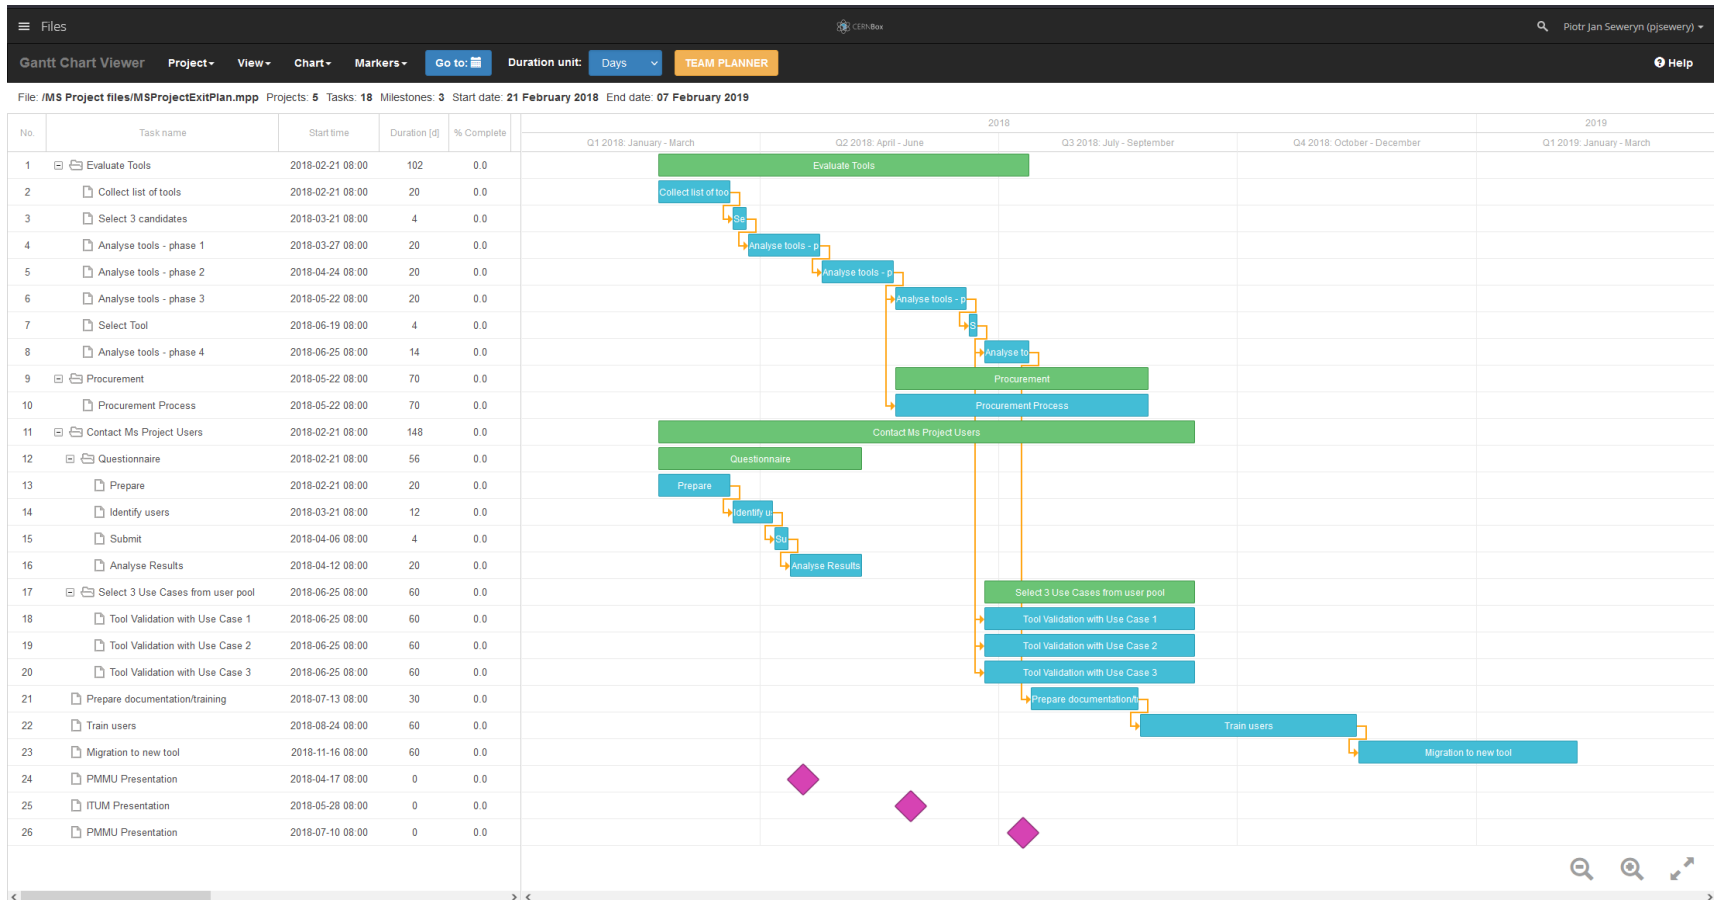 Files
CERNBox
Piotr Jan Seweryn (pjsewery)
Gantt Chart Viewer Project View Chart Markers Go to: Duration unit: Days TEAM PLANNER Help
File: /MS Project files/MSProjectExitPlan.mpp Projects: 5 Tasks: 18 Milestones: 3 Start date: 21 February 2018 End date: 07 February 2019
No. Task name Start time Duration [d] % Complete
2018 2019
Q1 2018: January - March Q2 2018: April - June Q3 2018: July - September Q4 2018: October - December Q1 2019: January - March
1 Evaluate Tools 2018-02-21 08:00 102 0.0 Evaluate Tools
2 Collect list of tools 2018-02-21 08:00 20 0.0 Collect list of too
3 Select 3 candidates 2018-03-21 08:00 4 0.0 Se
4 Analyse tools - phase 1 2018-03-27 08:00 20 0.0 Analyse tools - p
5 Analyse tools - phase 2 2018-04-24 08:00 20 0.0 Analyse tools - p
6 Analyse tools - phase 3 2018-05-22 08:00 20 0.0 Analyse tools - p
7 Select Tool 2018-06-19 08:00 4 0.0 S
8 Analyse tools - phase 4 2018-06-25 08:00 14 0.0 Analyse to
9 Procurement 2018-05-22 08:00 70 0.0 Procurement
10 Procurement Process 2018-05-22 08:00 70 0.0 Procurement Process
11 Contact Ms Project Users 2018-02-21 08:00 148 0.0 Contact Ms Project Users
12 Questionnaire 2018-02-21 08:00 56 0.0 Questionnaire
13 Prepare 2018-02-21 08:00 20 0.0 Prepare
14 Identify users 2018-03-21 08:00 12 0.0 Identify u
15 Submit 2018-04-06 08:00 4 0.0 Su
16 Analyse Results 2018-04-12 08:00 20 0.0 Analyse Results
17 Select 3 Use Cases from user pool 2018-06-25 08:00 60 0.0 Select 3 Use Cases from user pool
18 Tool Validation with Use Case 1 2018-06-25 08:00 60 0.0 Tool Validation with Use Case 1
19 Tool Validation with Use Case 2 2018-06-25 08:00 60 0.0 Tool Validation with Use Case 2
20 Tool Validation with Use Case 3 2018-06-25 08:00 60 0.0 Tool Validation with Use Case 3
21 Prepare documentation/training 2018-07-13 08:00 30 0.0 Prepare documentation/t
22 Train users 2018-08-24 08:00 60 0.0 Train users
23 Migration to new tool 2018-11-16 08:00 60 0.0 Migration to new tool
24 PMMU Presentation 2018-04-17 08:00 0 0.0
25 ITUM Presentation 2018-05-28 08:00 0 0.0
26 PMMU Presentation 2018-07-10 08:00 0 0.0